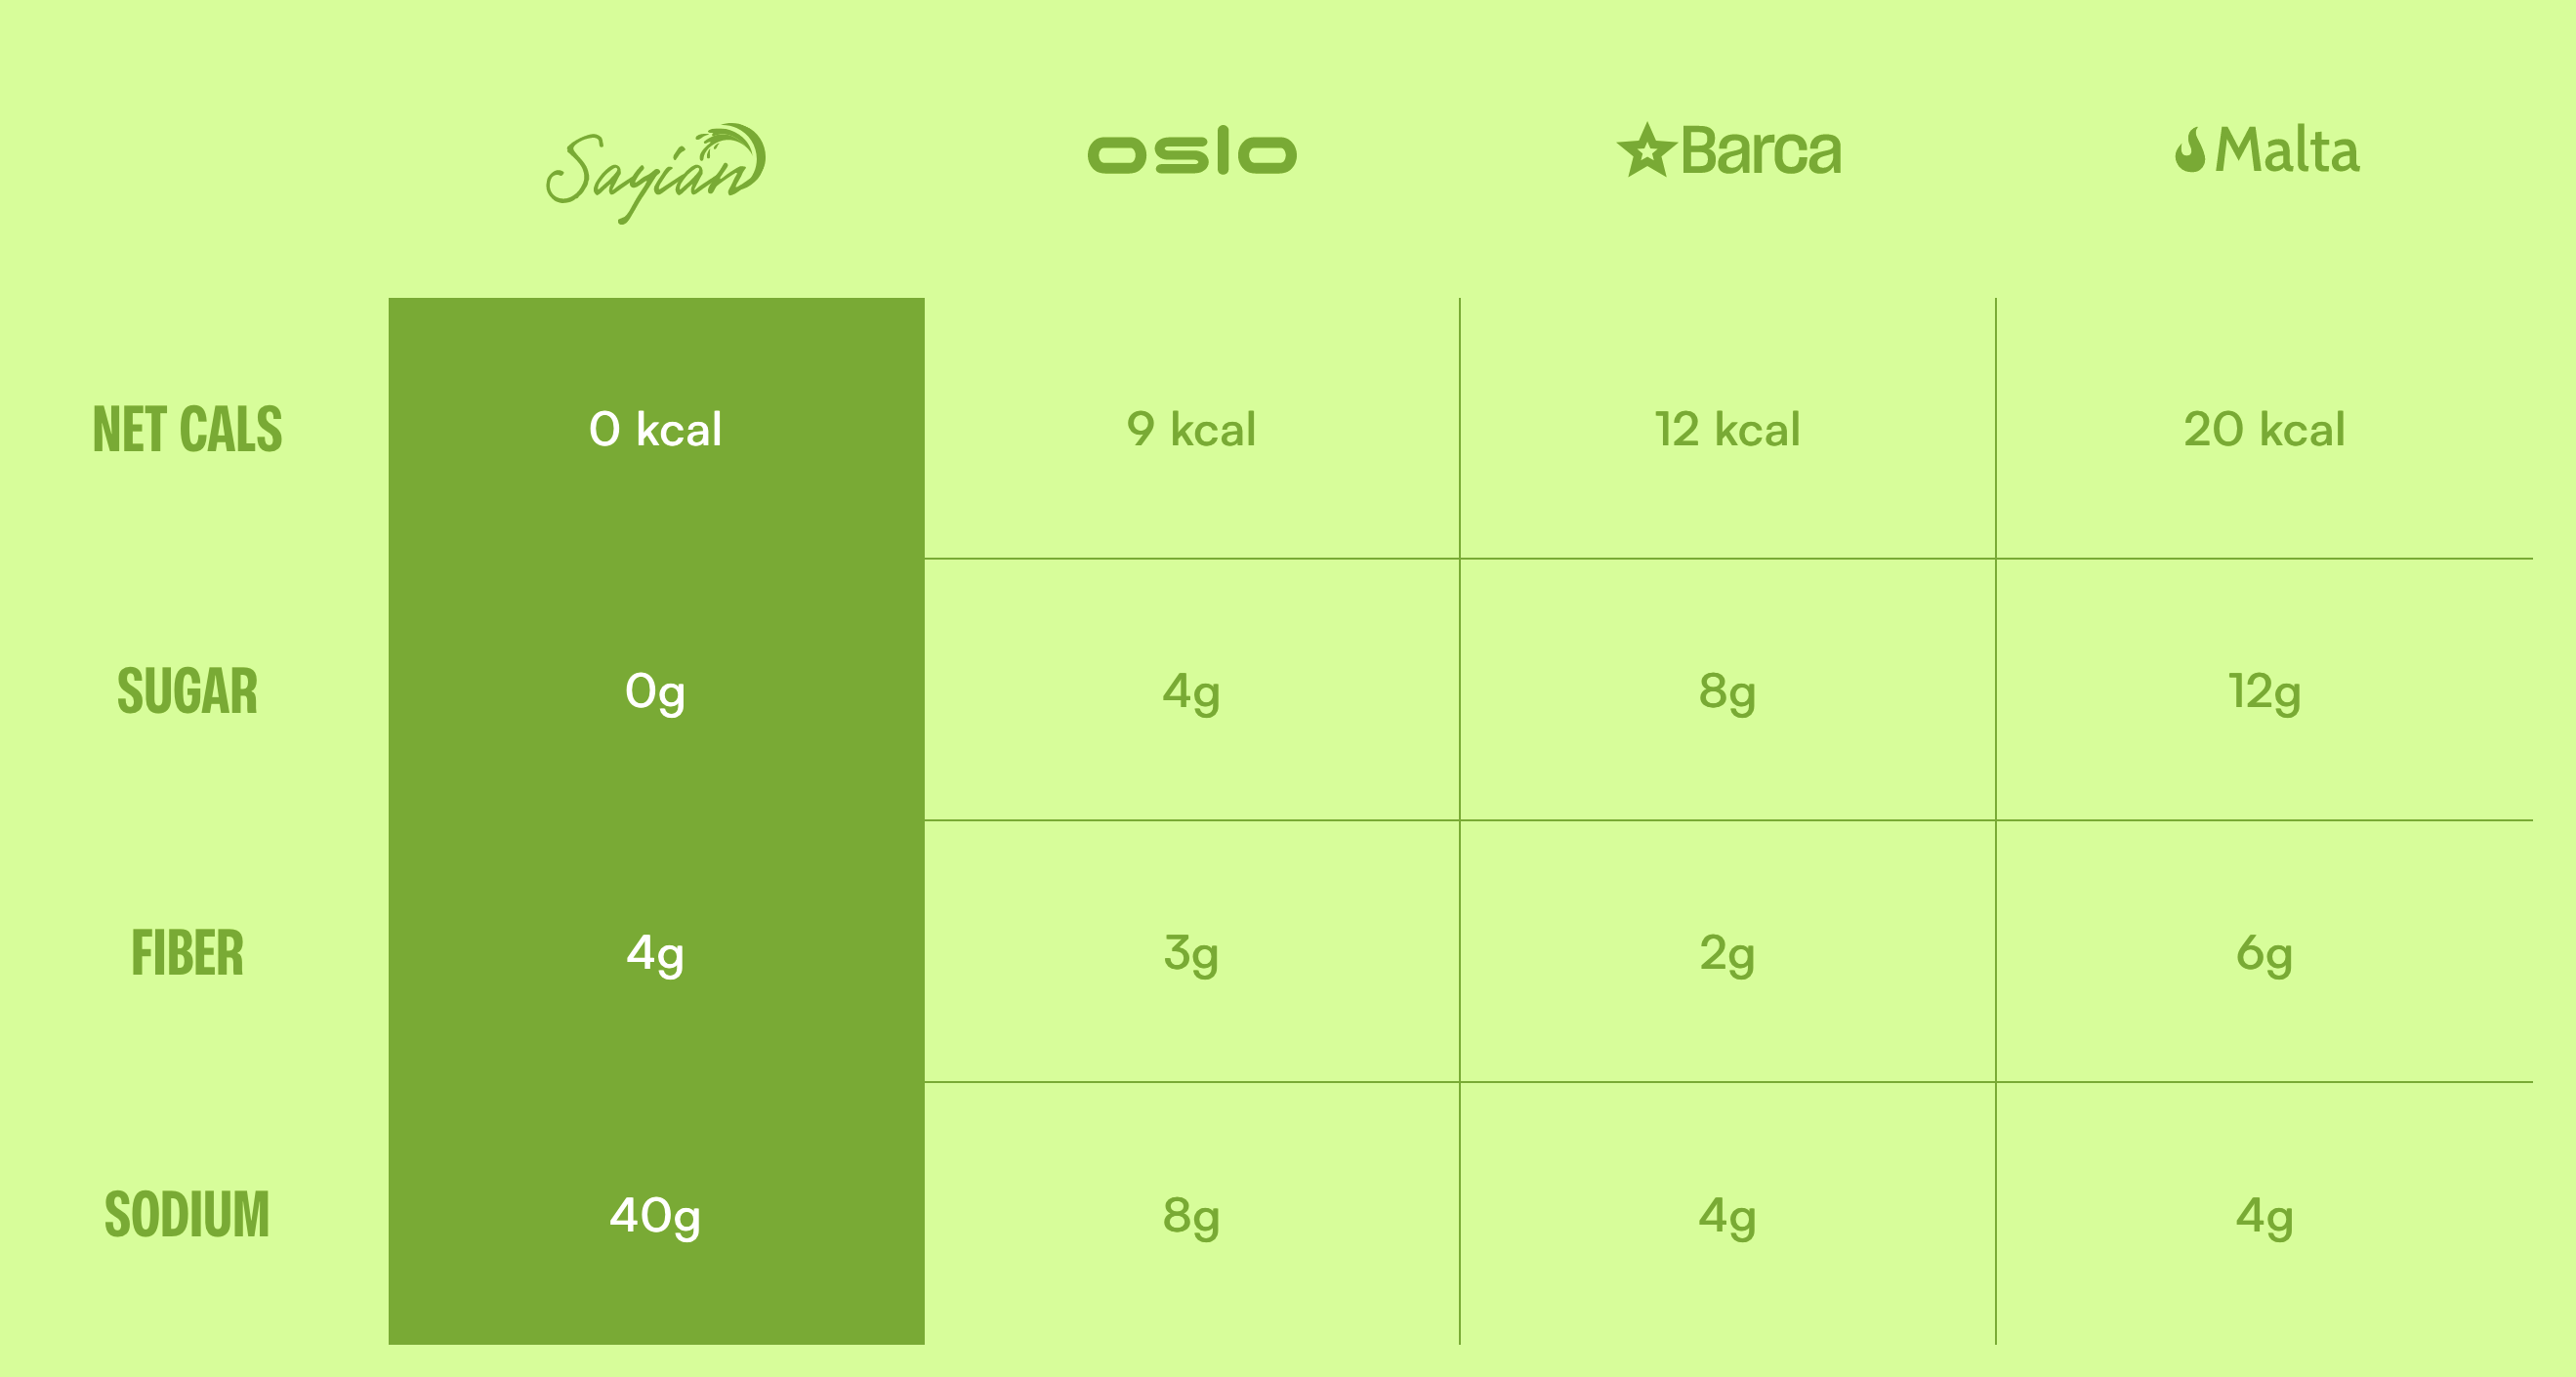 Sayian oslo Barca Malta
NET CALS 0 kcal 9 kcal 12 kcal 20 kcal
SUGAR 0g 4g 8g 12g
FIBER 4g 3g 2g 6g
SODIUM 40g 8g 4g 4g